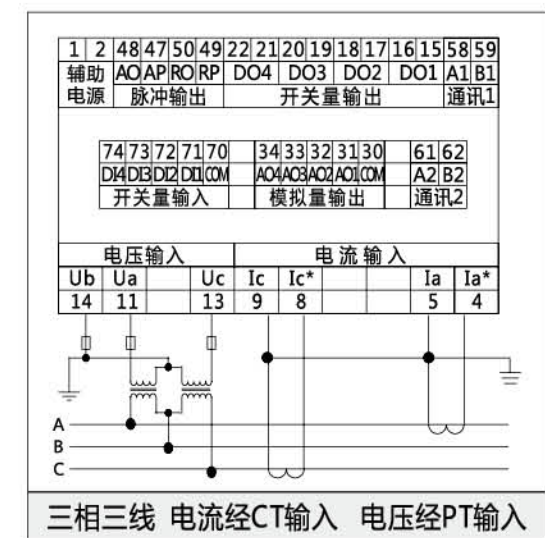 1 2 48 47 50 49 22 21 20 19 18 17 16 15 58 59
辅助 AO AP RO RP DO4 DO3 DO2 DO1 A1 B1
电源 脉冲输出 开关量输出 通讯1
74 73 72 71 70 34 33 32 31 30 61 62
DI4 DI3 DI2 DI1 COM AO4 AO3 AO2 AO1 COM A2 B2
开关量输入 模拟量输出 通讯2
电压输入 电流输入
Ub Ua Uc Ic Ic* Ia Ia*
14 11 13 9 8 5 4
A
B
C
三相三线 电流经CT输入 电压经PT输入